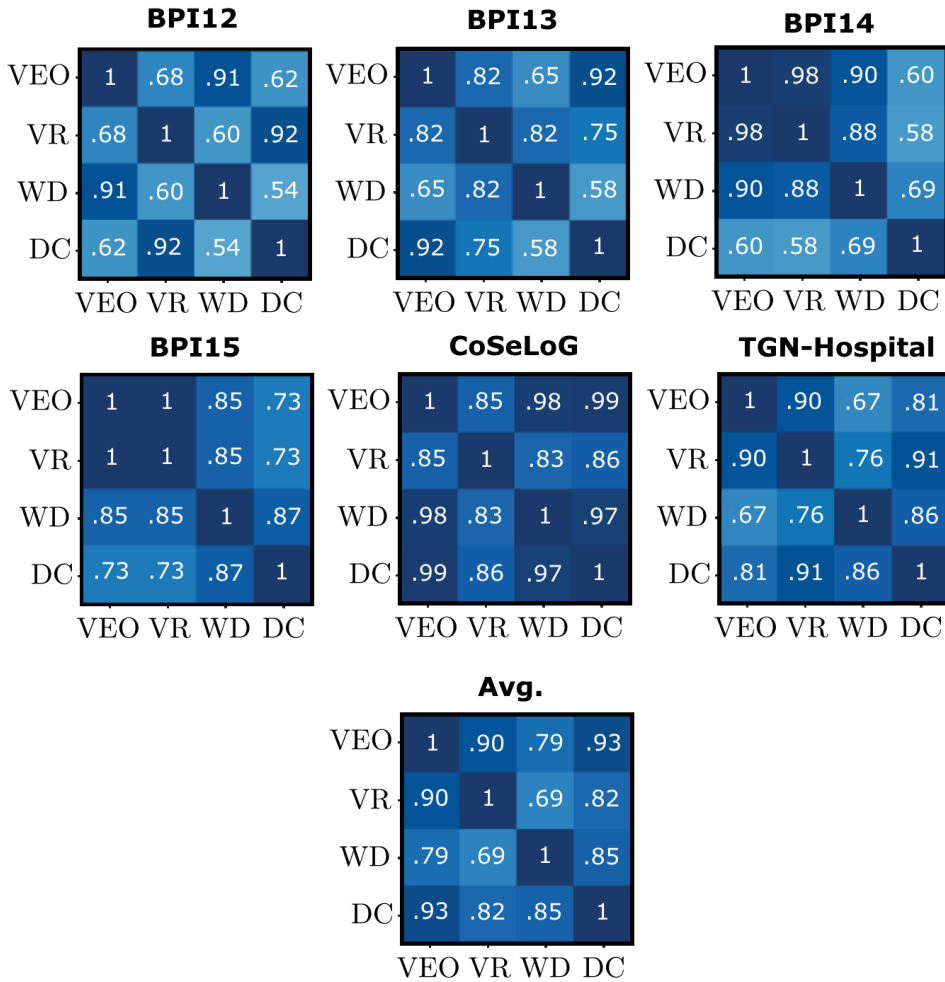 BPI12 BPI13 BPI14
VEO 1 .68 .91 .62 VEO 1 .82 .65 .92 VEO 1 .98 .90 .60
VR .68 1 .60 .92 VR .82 1 .82 .75 VR .98 1 .88 .58
WD .91 .60 1 .54 WD .65 .82 1 .58 WD .90 .88 1 .69
DC .62 .92 .54 1 DC .92 .75 .58 1 DC .60 .58 .69 1
VEO VR WD DC VEO VR WD DC VEO VR WD DC
BPI15 CoSeLoG TGN-Hospital
VEO 1 1 .85 .73 VEO 1 .85 .98 .99 VEO 1 .90 .67 .81
VR 1 1 .85 .73 VR .85 1 .83 .86 VR .90 1 .76 .91
WD .85 .85 1 .87 WD .98 .83 1 .97 WD .67 .76 1 .86
DC .73 .73 .87 1 DC .99 .86 .97 1 DC .81 .91 .86 1
VEO VR WD DC VEO VR WD DC VEO VR WD DC
Avg.
VEO 1 .90 .79 .93
VR .90 1 .69 .82
WD .79 .69 1 .85
DC .93 .82 .85 1
VEO VR WD DC